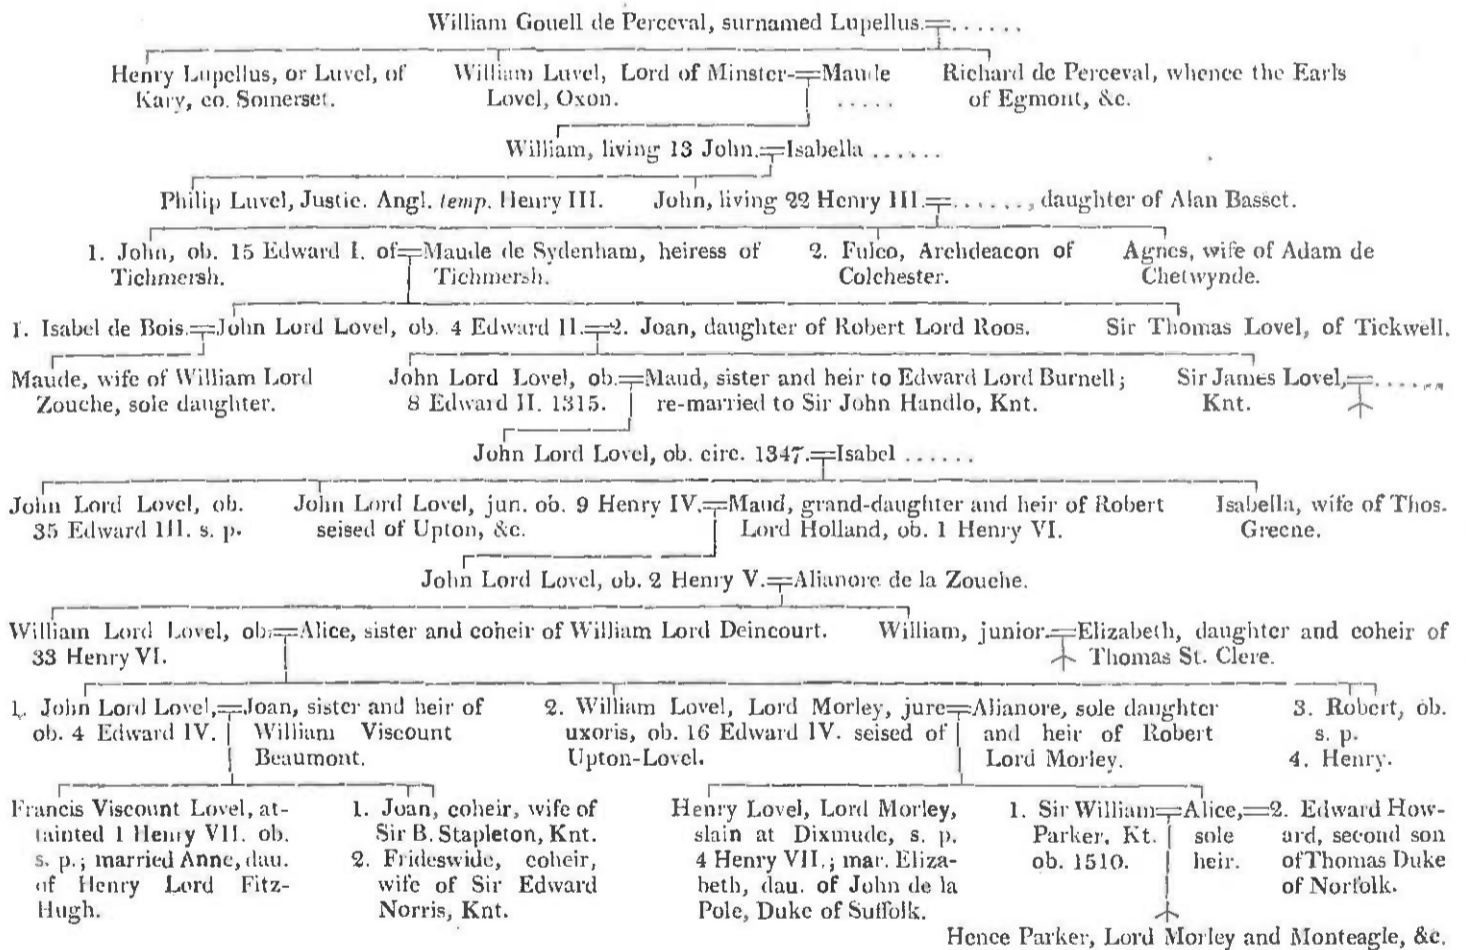 William Gouell de Perceval, surnamed Lupellus.=......
Henry Lupellus, or Luvel, of
Kary, co. Somerset.
William Luvel, Lord of Minster-=Maude
Lovel, Oxon. .....
Richard de Perceval, whence the Earls
of Egmont, &c.
William, living 13 John.=Isabella ......
Philip Luvel, Justic. Angl. temp. Henry III.
John, living 22 Henry III.=......, daughter of Alan Basset.
1. John, ob. 15 Edward I. of=Maude de Sydenham, heiress of
Tichmersh. Tichmersh.
2. Fulco, Archdeacon of
Colchester.
Agnes, wife of Adam de
Chetwynde.
1. Isabel de Bois.=John Lord Lovel, ob. 4 Edward II.=2. Joan, daughter of Robert Lord Roos.
Sir Thomas Lovel, of Tickwell.
Maude, wife of William Lord
Zouche, sole daughter.
John Lord Lovel, ob.=Maud, sister and heir to Edward Lord Burnell;
8 Edward II. 1315. re-married to Sir John Handlo, Knt.
Sir James Lovel,=......
Knt.
John Lord Lovel, ob. circ. 1347.=Isabel ......
John Lord Lovel, ob.
35 Edward III. s. p.
John Lord Lovel, jun. ob. 9 Henry IV.=Maud, grand-daughter and heir of Robert
seised of Upton, &c. Lord Holland, ob. 1 Henry VI.
Isabella, wife of Thos.
Greene.
John Lord Lovel, ob. 2 Henry V.=Alianore de la Zouche.
William Lord Lovel, ob.=Alice, sister and coheir of William Lord Deincourt.
33 Henry VI.
William, junior.=Elizabeth, daughter and coheir of
Thomas St. Clere.
1. John Lord Lovel,=Joan, sister and heir of
ob. 4 Edward IV. William Viscount
Beaumont.
2. William Lovel, Lord Morley, jure=Alianore, sole daughter
uxoris, ob. 16 Edward IV. seised of and heir of Robert
Upton-Lovel. Lord Morley.
3. Robert, ob.
s. p.
4. Henry.
Francis Viscount Lovel, at-
tainted 1 Henry VII. ob.
s. p.; married Anne, dau.
of Henry Lord Fitz-
Hugh.
1. Joan, coheir, wife of
Sir B. Stapleton, Knt.
2. Frideswide, coheir,
wife of Sir Edward
Norris, Knt.
Henry Lovel, Lord Morley,
slain at Dixmude, s. p.
4 Henry VII.; mar. Eliza-
beth, dau. of John de la
Pole, Duke of Suffolk.
1. Sir William=Alice,=2. Edward How-
Parker, Kt. sole ard, second son
ob. 1510. heir. of Thomas Duke
of Norfolk.
Hence Parker, Lord Morley and Monteagle, &c.